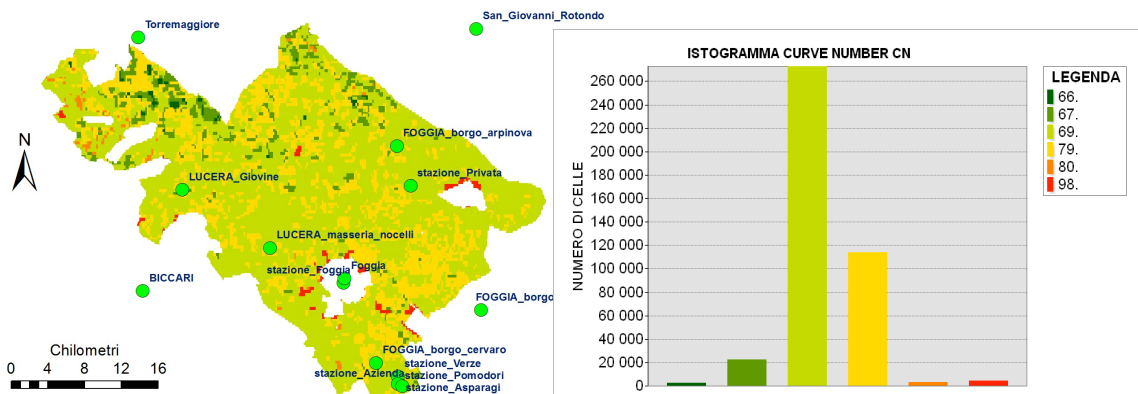 Torremaggiore
San_Giovanni_Rotondo
N
FOGGIA_borgo_arpinova
LUCERA_Giovine
stazione_Privata
LUCERA_masseria_nocelli
stazione_Foggia
Foggia
BICCARI
FOGGIA_borgo
FOGGIA_borgo_cervaro
stazione_Verze
stazione_Azienda
stazione_Pomodori
stazione_Asparagi
Chilometri
0 2 4 8 12 16
ISTOGRAMMA CURVE NUMBER CN
NUMERO DI CELLE
260 000
240 000
220 000
200 000
180 000
160 000
140 000
120 000
100 000
80 000
60 000
40 000
20 000
0
LEGENDA
66.
67.
69.
79.
80.
98.